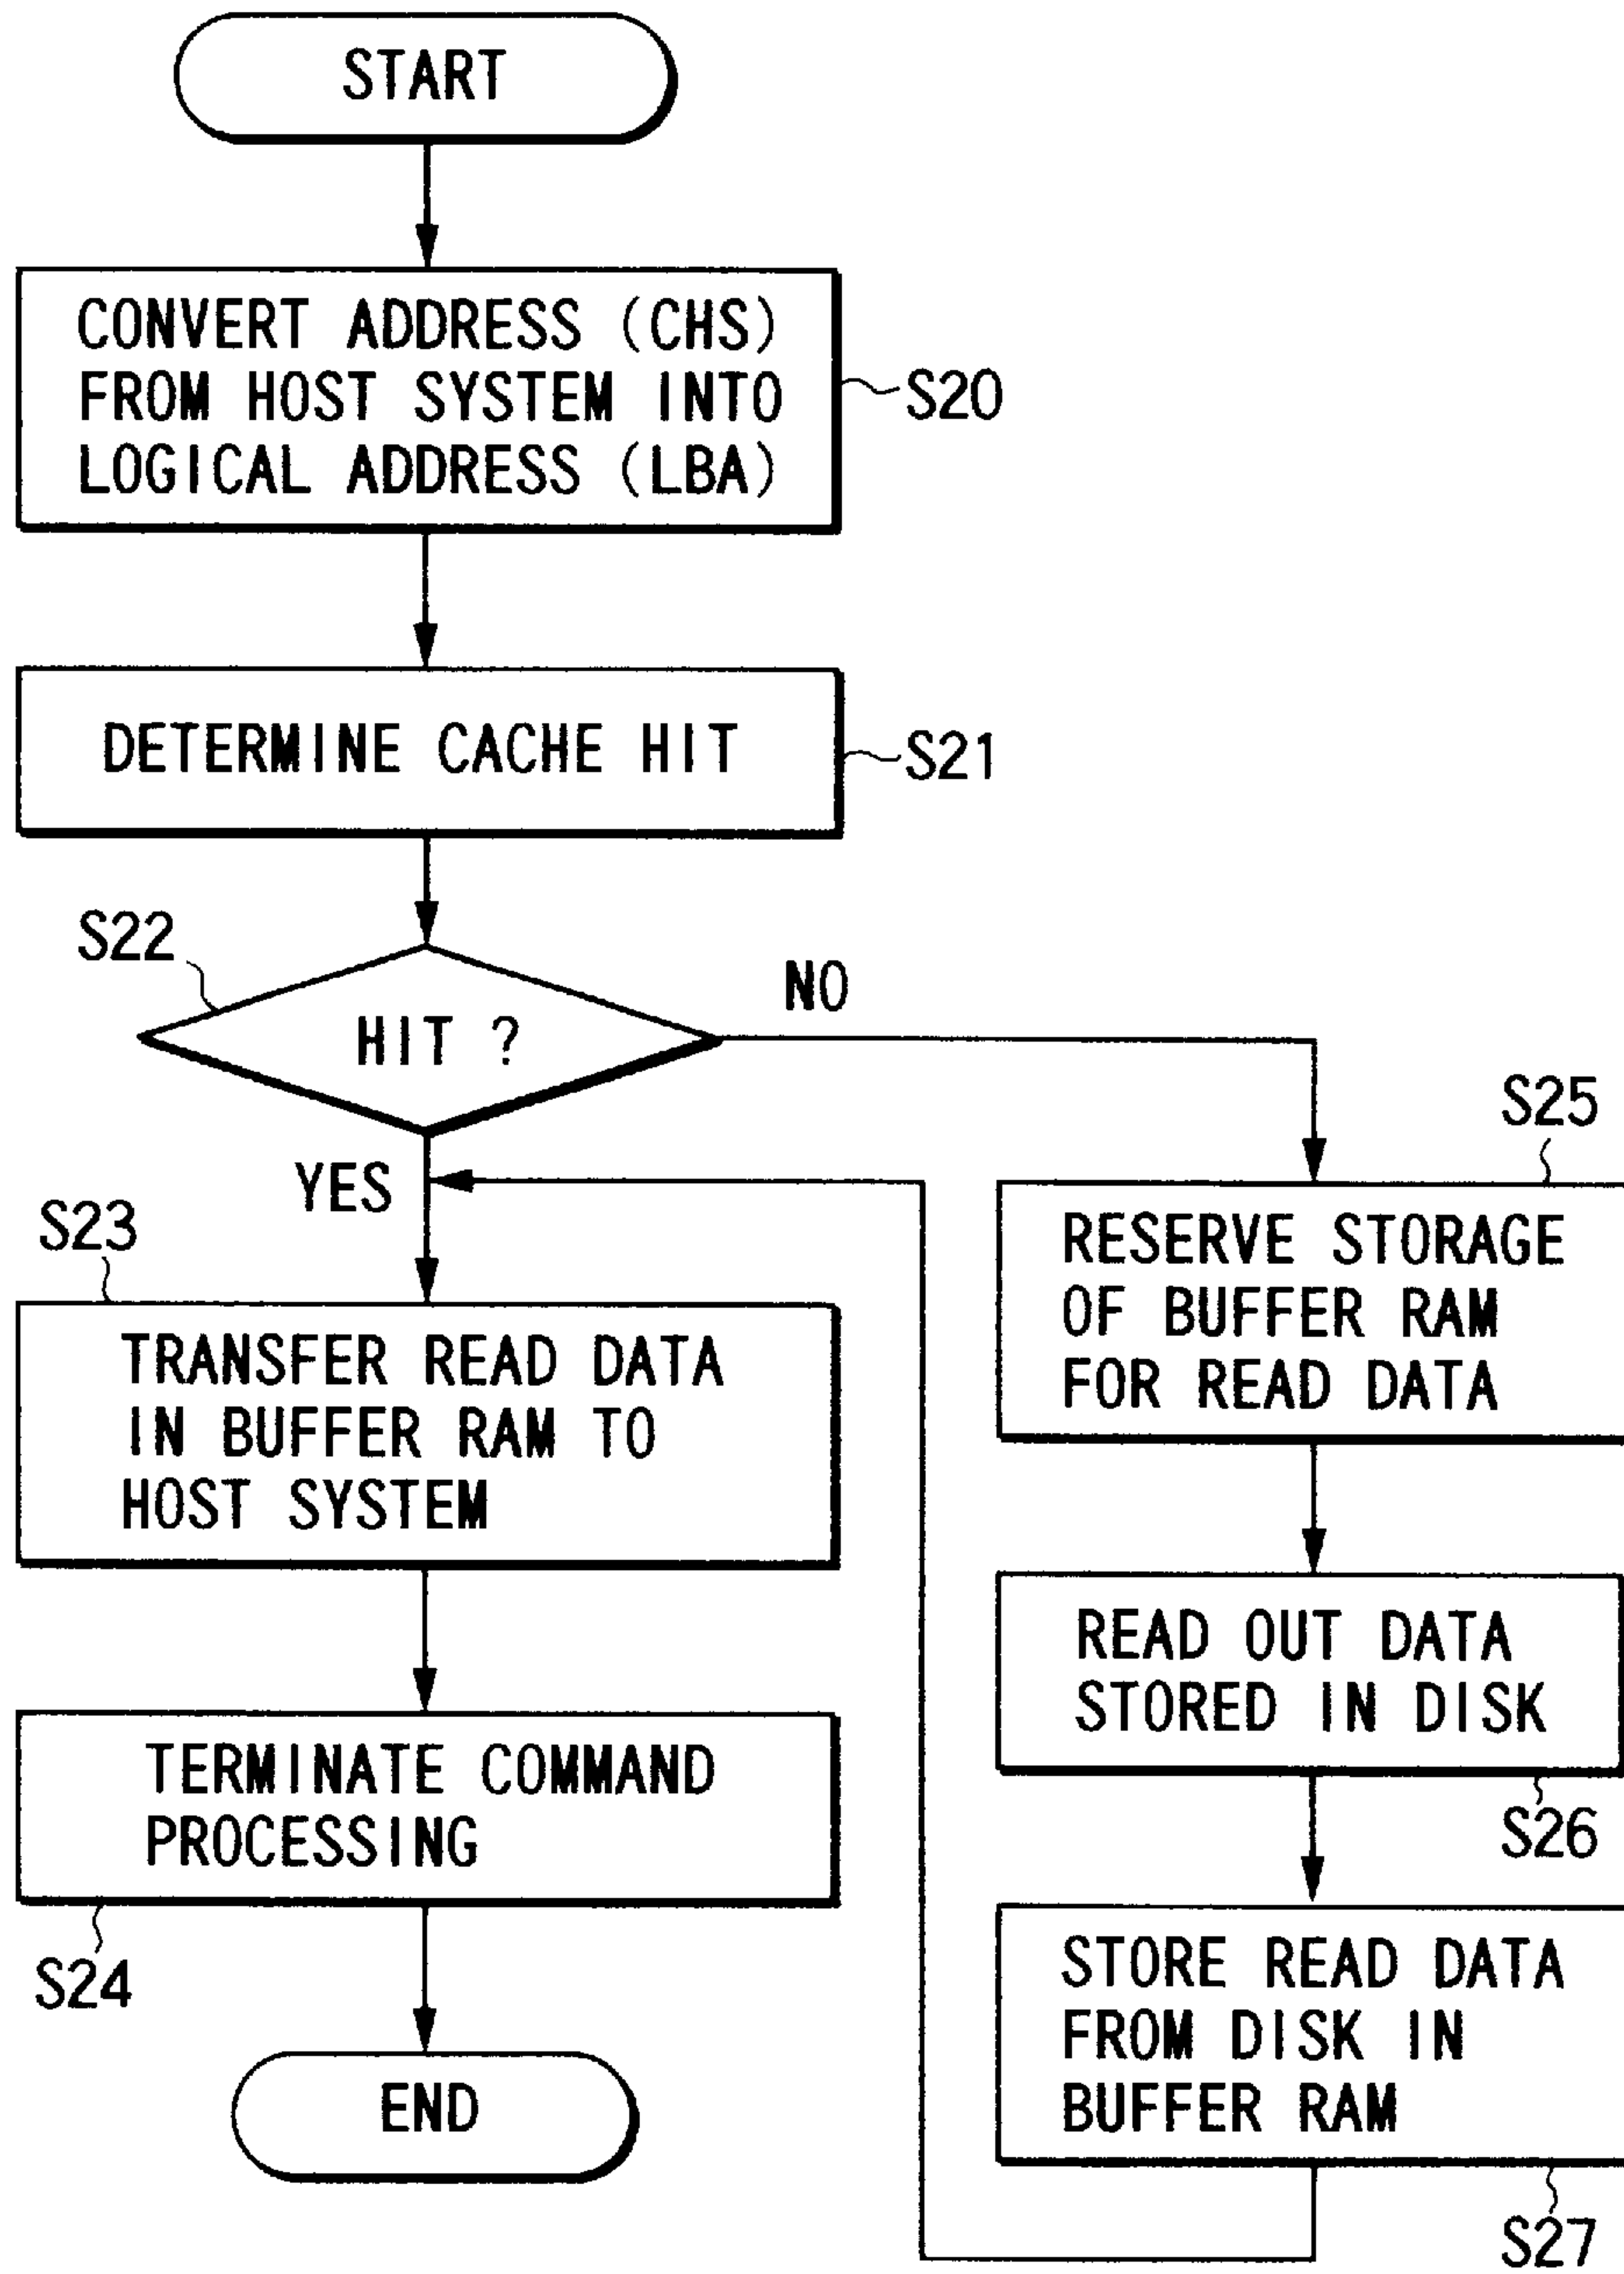 START
CONVERT ADDRESS (CHS)
FROM HOST SYSTEM INTO
LOGICAL ADDRESS (LBA)
S20
DETERMINE CACHE HIT
S21
S22
HIT ?
NO
YES
S23
TRANSFER READ DATA
IN BUFFER RAM TO
HOST SYSTEM
TERMINATE COMMAND
PROCESSING
S24
END
S25
RESERVE STORAGE
OF BUFFER RAM
FOR READ DATA
READ OUT DATA
STORED IN DISK
S26
STORE READ DATA
FROM DISK IN
BUFFER RAM
S27